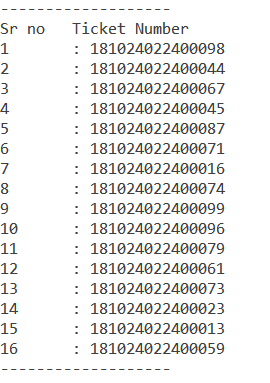 -------------------
Sr no   Ticket Number
1       : 181024022400098
2       : 181024022400044
3       : 181024022400067
4       : 181024022400045
5       : 181024022400087
6       : 181024022400071
7       : 181024022400016
8       : 181024022400074
9       : 181024022400099
10      : 181024022400096
11      : 181024022400079
12      : 181024022400061
13      : 181024022400073
14      : 181024022400023
15      : 181024022400013
16      : 181024022400059
-------------------